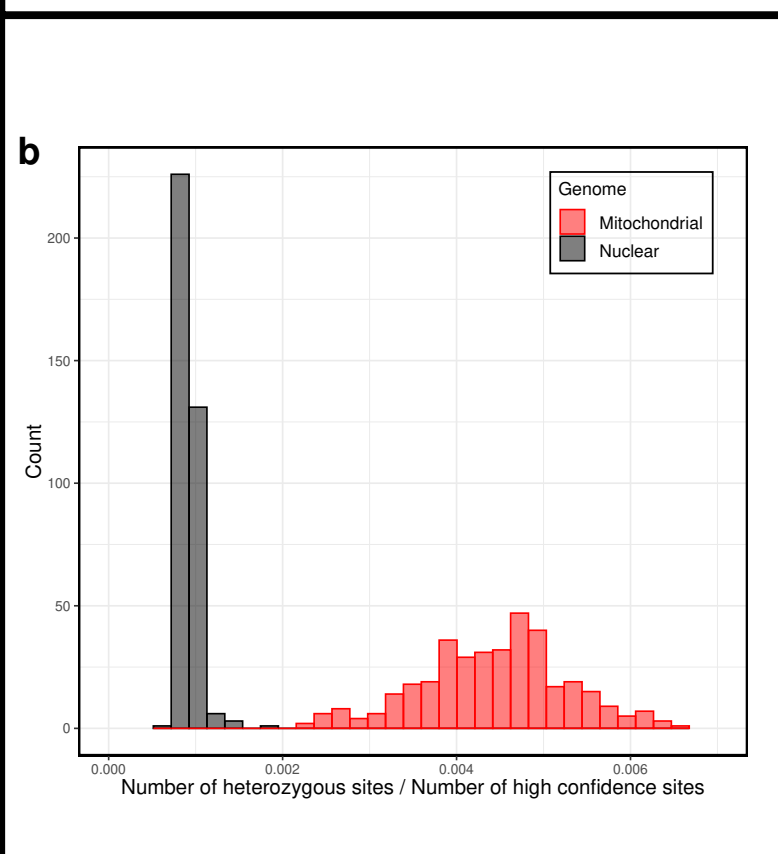 b
Genome
Mitochondrial
Nuclear
200
150
100
50
0
Count
0.000 0.002 0.004 0.006
Number of heterozygous sites / Number of high confidence sites